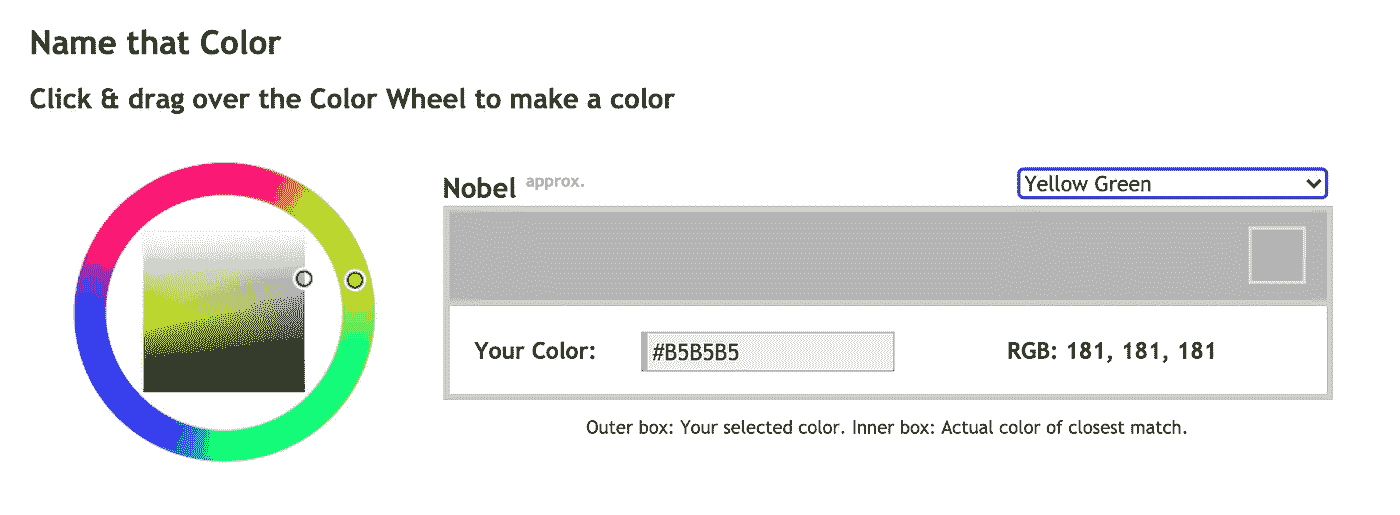 Name that Color
Click & drag over the Color Wheel to make a color
Nobel approx.
Yellow Green
Your Color:
#B5B5B5
RGB: 181, 181, 181
Outer box: Your selected color. Inner box: Actual color of closest match.